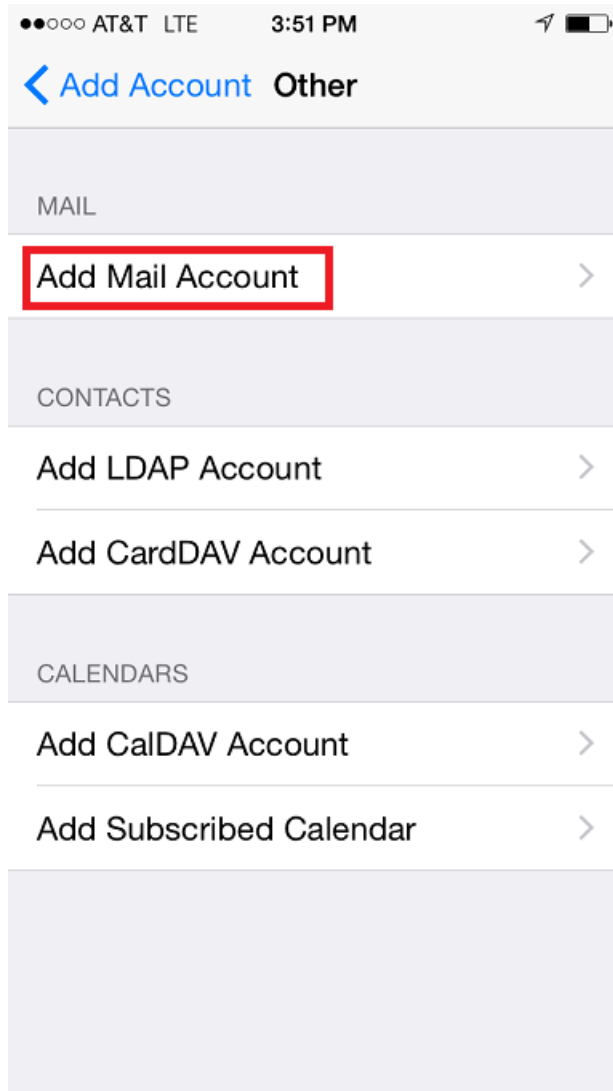 AT&T LTE 3:51 PM
Add Account Other
MAIL
Add Mail Account
CONTACTS
Add LDAP Account
Add CardDAV Account
CALENDARS
Add CalDAV Account
Add Subscribed Calendar